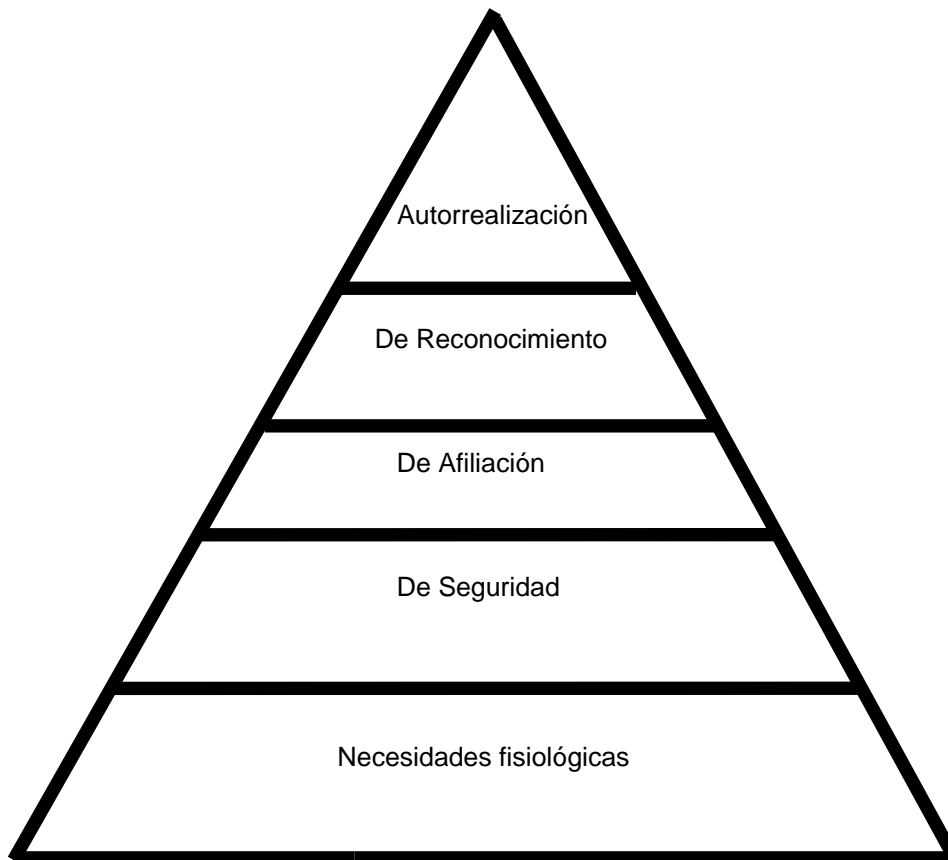 Autorrealización
De Reconocimiento
De Afiliación
De Seguridad
Necesidades fisiológicas